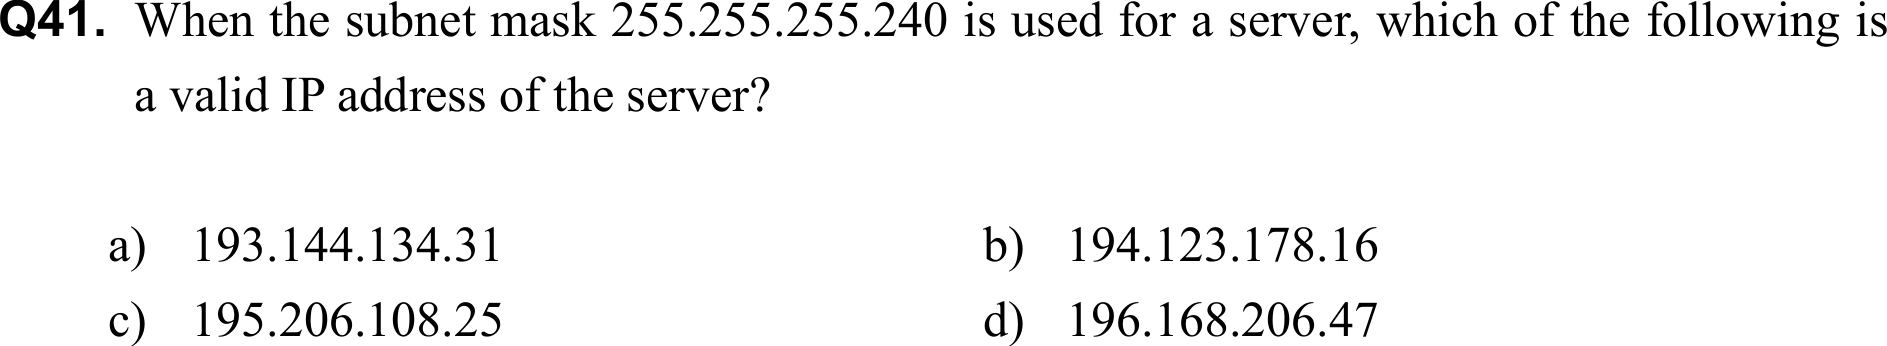 Q41. When the subnet mask 255.255.255.240 is used for a server, which of the following is
a valid IP address of the server?
a) 193.144.134.31 b) 194.123.178.16
c) 195.206.108.25 d) 196.168.206.47